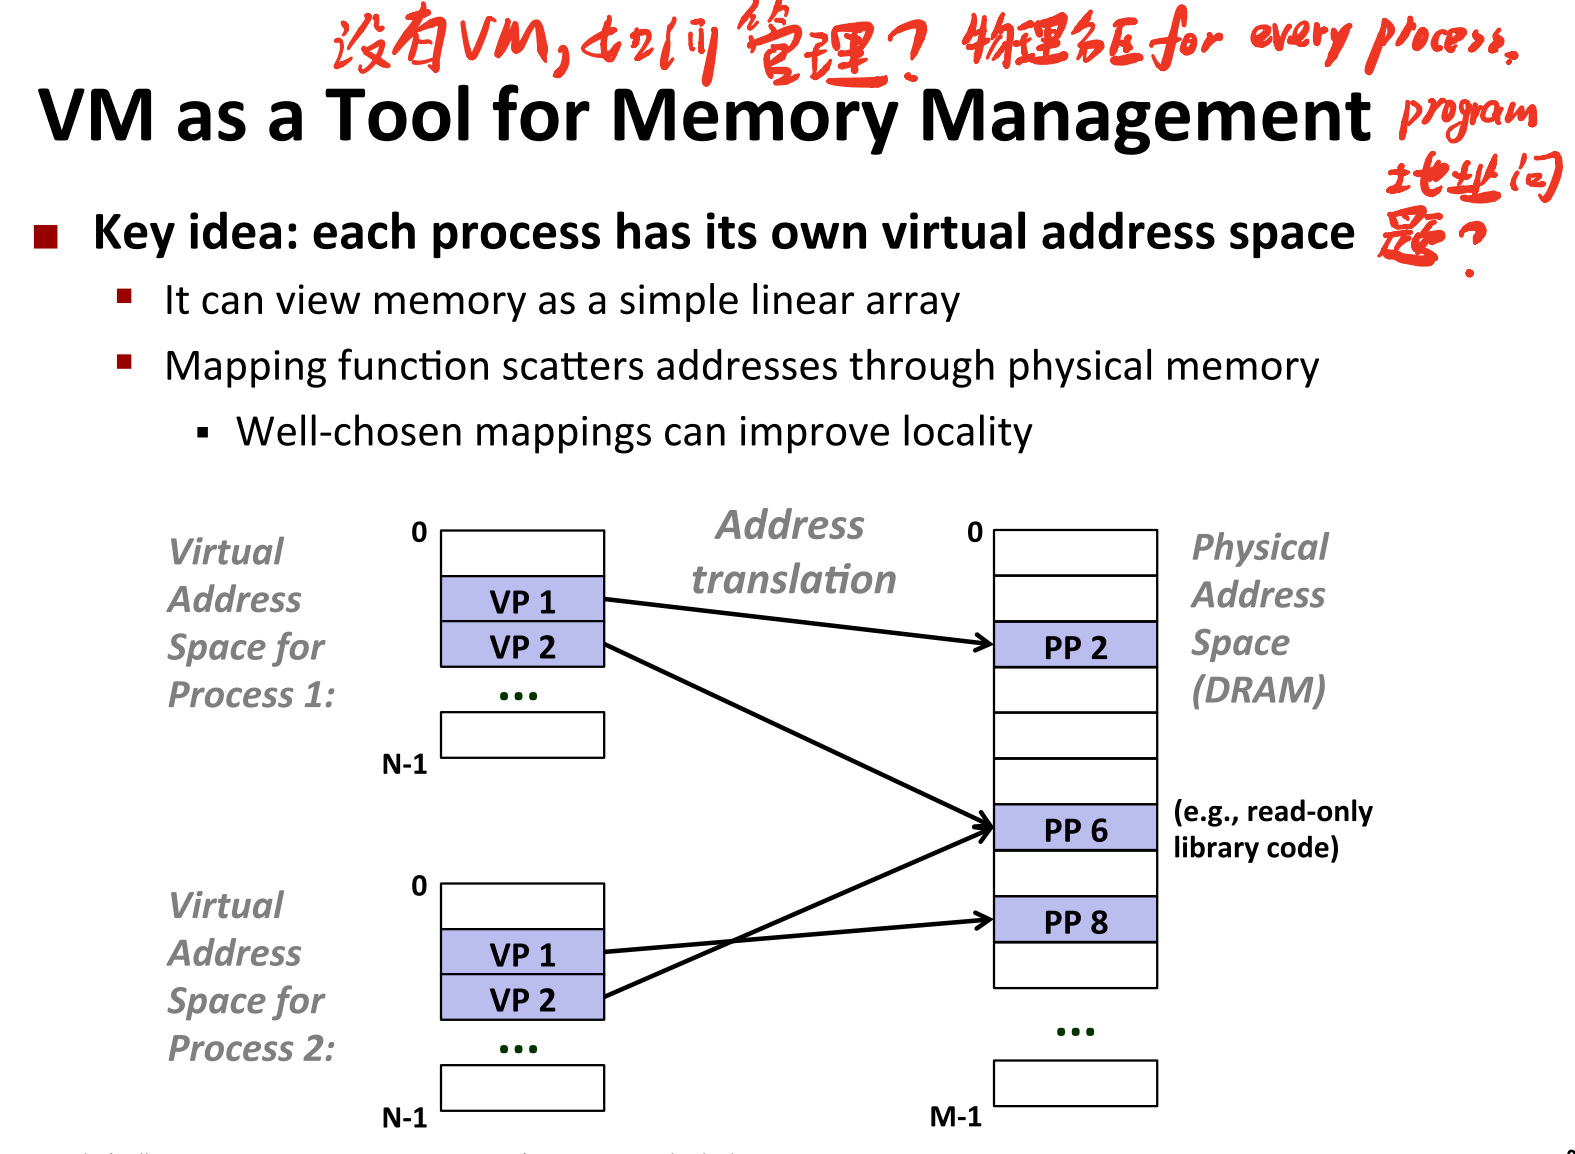 没有VM,如何管理? 物理分区 for every process.
VM as a Tool for Memory Management
program
地址问
题?
■ Key idea: each process has its own virtual address space
▪ It can view memory as a simple linear array
▪ Mapping function scatters addresses through physical memory
▪ Well-chosen mappings can improve locality
Virtual
Address
Space for
Process 1:
0
VP 1
VP 2
...
N-1
Address
translation
0
PP 2
PP 6
PP 8
...
M-1
Physical
Address
Space
(DRAM)
(e.g., read-only
library code)
Virtual
Address
Space for
Process 2:
0
VP 1
VP 2
...
N-1